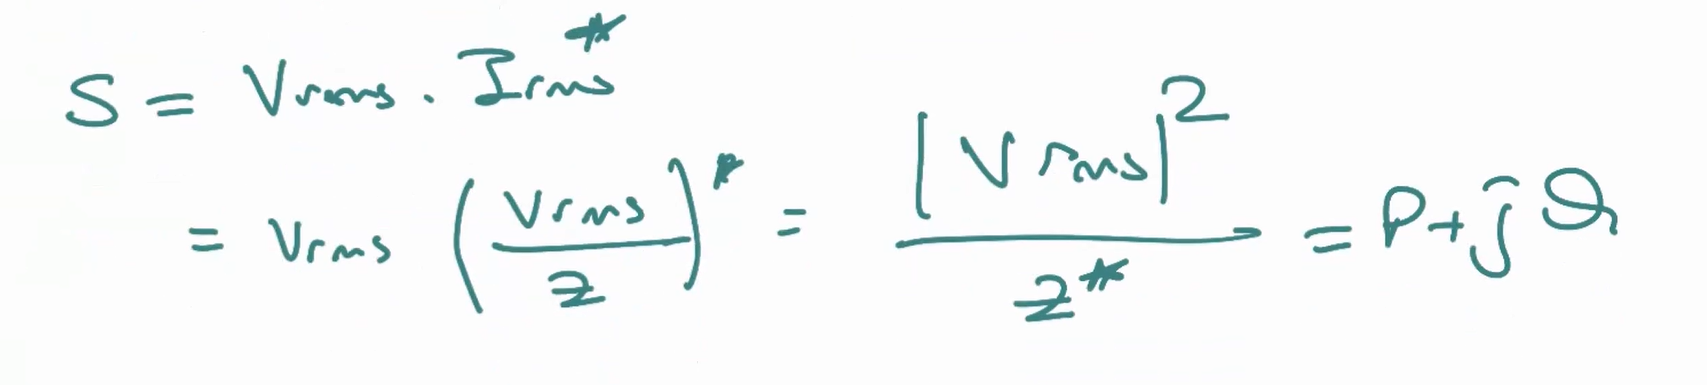 S = Vrms . Irms*
= Vrms (Vrms/z)* = |Vrms|²/z* = P+jQ